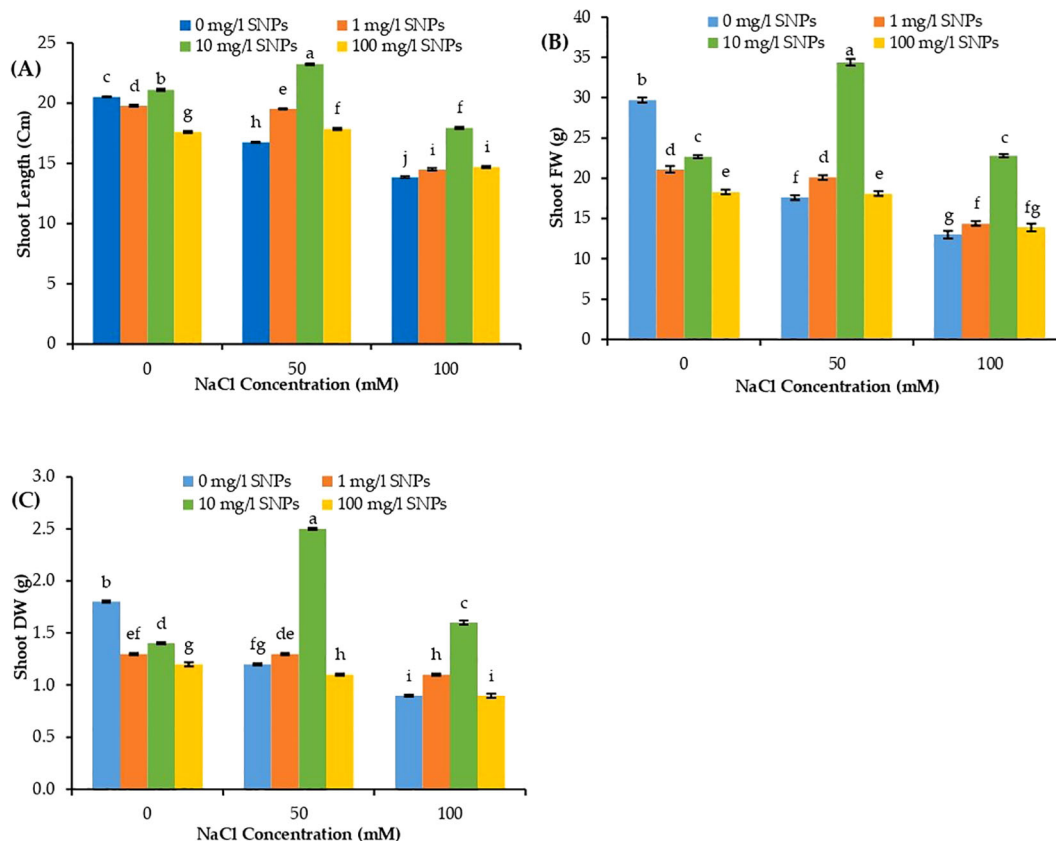 (A)
0 mg/l SNPs 1 mg/l SNPs
10 mg/l SNPs 100 mg/l SNPs
Shoot Length (Cm)
25
20
15
10
5
0
c d b g
h e a f
j i f i
0 50 100
NaCl Concentration (mM)
(B)
0 mg/l SNPs 1 mg/l SNPs
10 mg/l SNPs 100 mg/l SNPs
Shoot FW (g)
40
35
30
25
20
15
10
5
0
b d c e
f d a e
g f c fg
0 50 100
NaCl Concentration (mM)
(C)
0 mg/l SNPs 1 mg/l SNPs
10 mg/l SNPs 100 mg/l SNPs
Shoot DW (g)
3.0
2.5
2.0
1.5
1.0
0.5
0.0
b ef d g
fg de a h
i h c i
0 50 100
NaCl Concentration (mM)